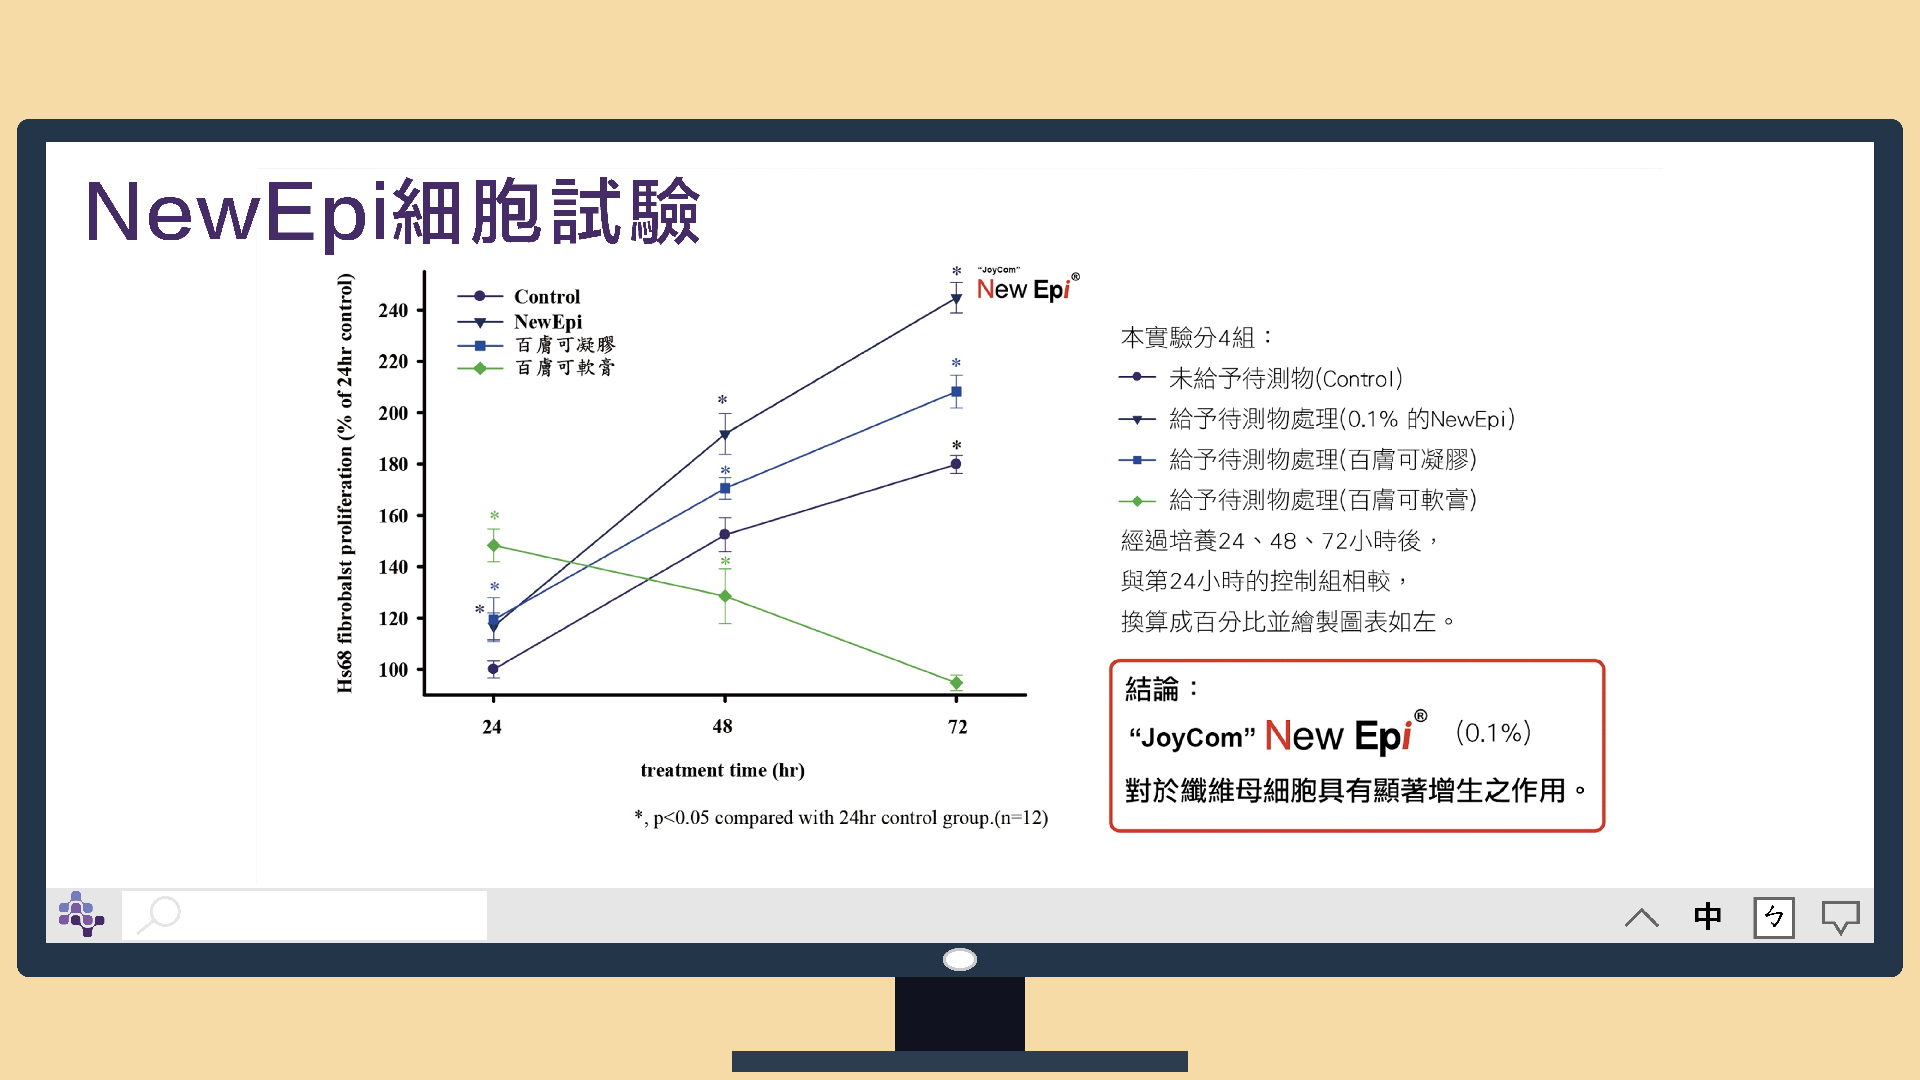 NewEpi細胞試驗
“JoyCom”
New Epi®
Hs68 fibrobalst proliferation (% of 24hr control)
Control
NewEpi
百膚可凝膠
百膚可軟膏
240
220
200
180
160
140
120
100
*
*
*
*
*
*
*
*
*
*
24
48
72
treatment time (hr)
*, p<0.05 compared with 24hr control group.(n=12)
本實驗分4組：
未給予待測物(Control)
給予待測物處理(0.1% 的NewEpi)
給予待測物處理(百膚可凝膠)
給予待測物處理(百膚可軟膏)
經過培養24、48、72小時後，
與第24小時的控制組相較，
換算成百分比並繪製圖表如左。
結論：
“JoyCom” New Epi® （0.1%）
對於纖維母細胞具有顯著增生之作用。
中
ㄅ